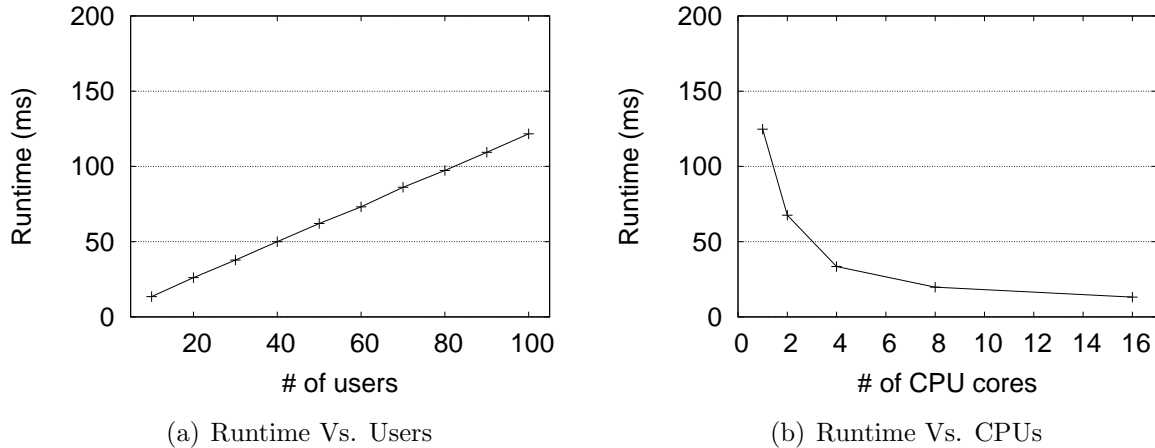 200
150
100
50
0
Runtime (ms)
20 40 60 80 100
# of users
(a) Runtime Vs. Users
200
150
100
50
0
Runtime (ms)
0 2 4 6 8 10 12 14 16
# of CPU cores
(b) Runtime Vs. CPUs